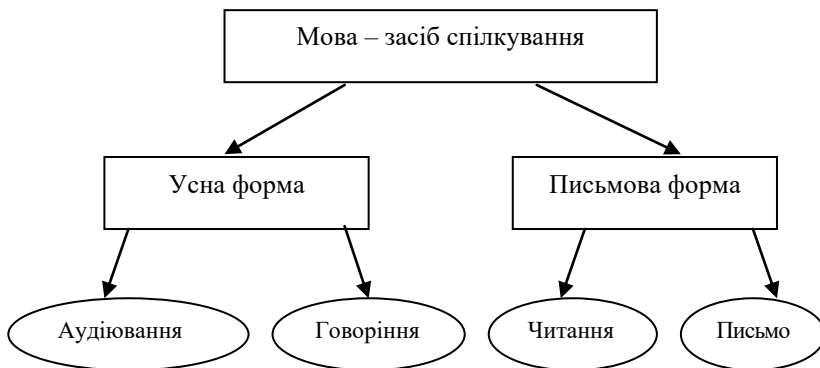 Мова – засіб спілкування
Усна форма
Письмова форма
Аудіювання
Говоріння
Читання
Письмо